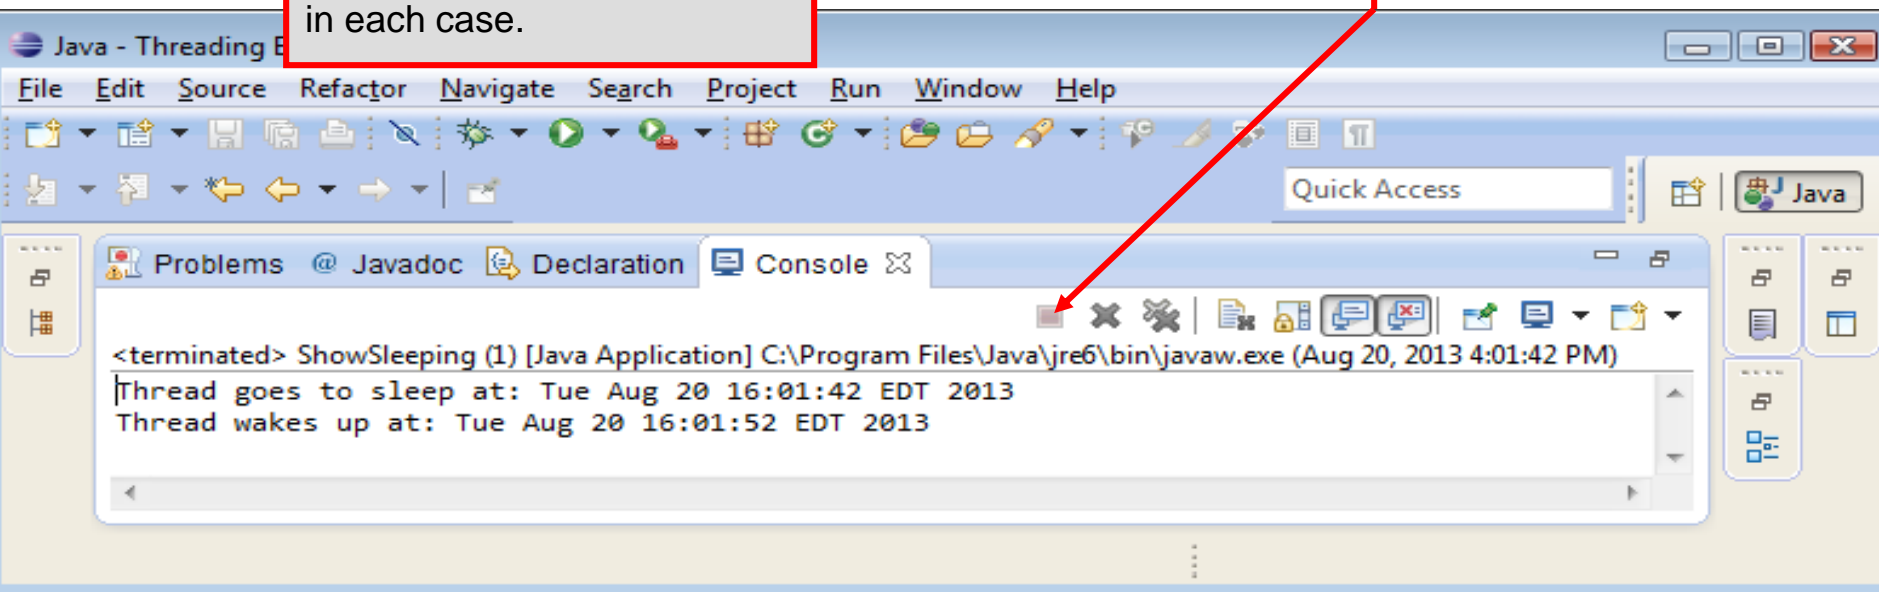 in each case.
Java - Threading E
File Edit Source Refactor Navigate Search Project Run Window Help
Quick Access
Java
Problems @ Javadoc Declaration Console
<terminated> ShowSleeping (1) [Java Application] C:\Program Files\Java\jre6\bin\javaw.exe (Aug 20, 2013 4:01:42 PM)
Thread goes to sleep at: Tue Aug 20 16:01:42 EDT 2013
Thread wakes up at: Tue Aug 20 16:01:52 EDT 2013